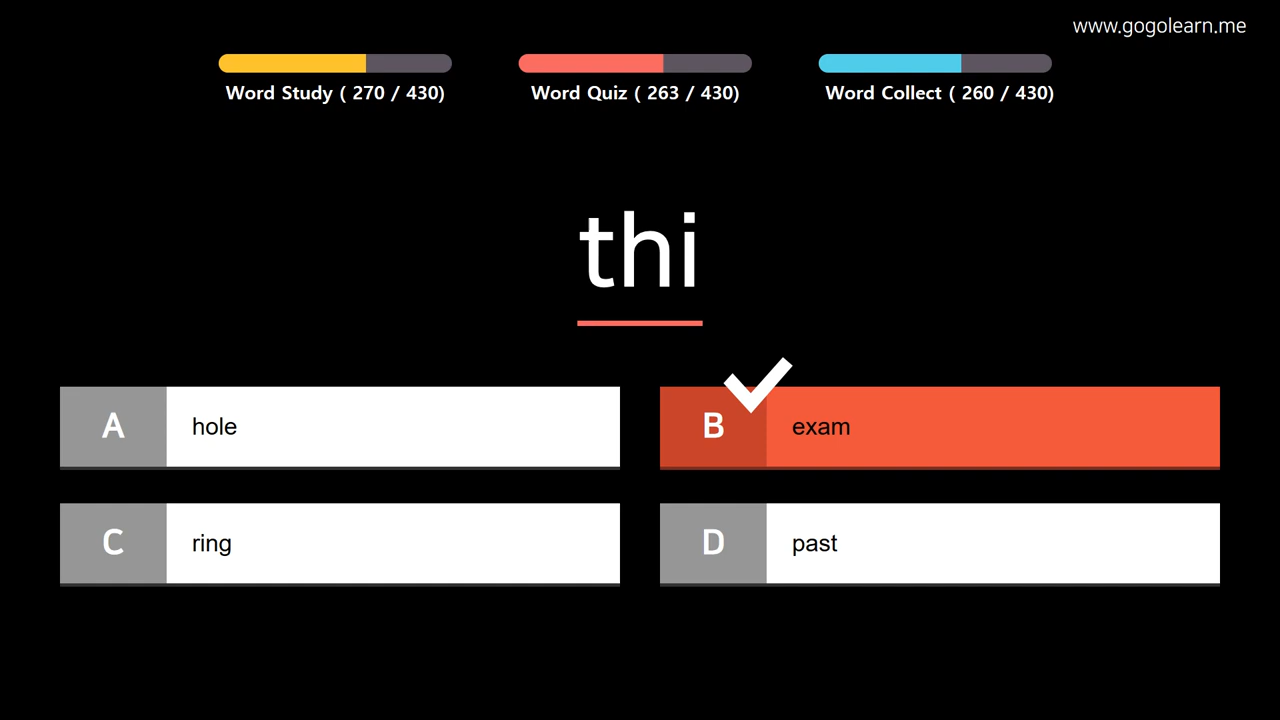 www.gogolearn.me
Word Study ( 270 / 430)
Word Quiz ( 263 / 430)
Word Collect ( 260 / 430)
thi
A hole
B exam
C ring
D past